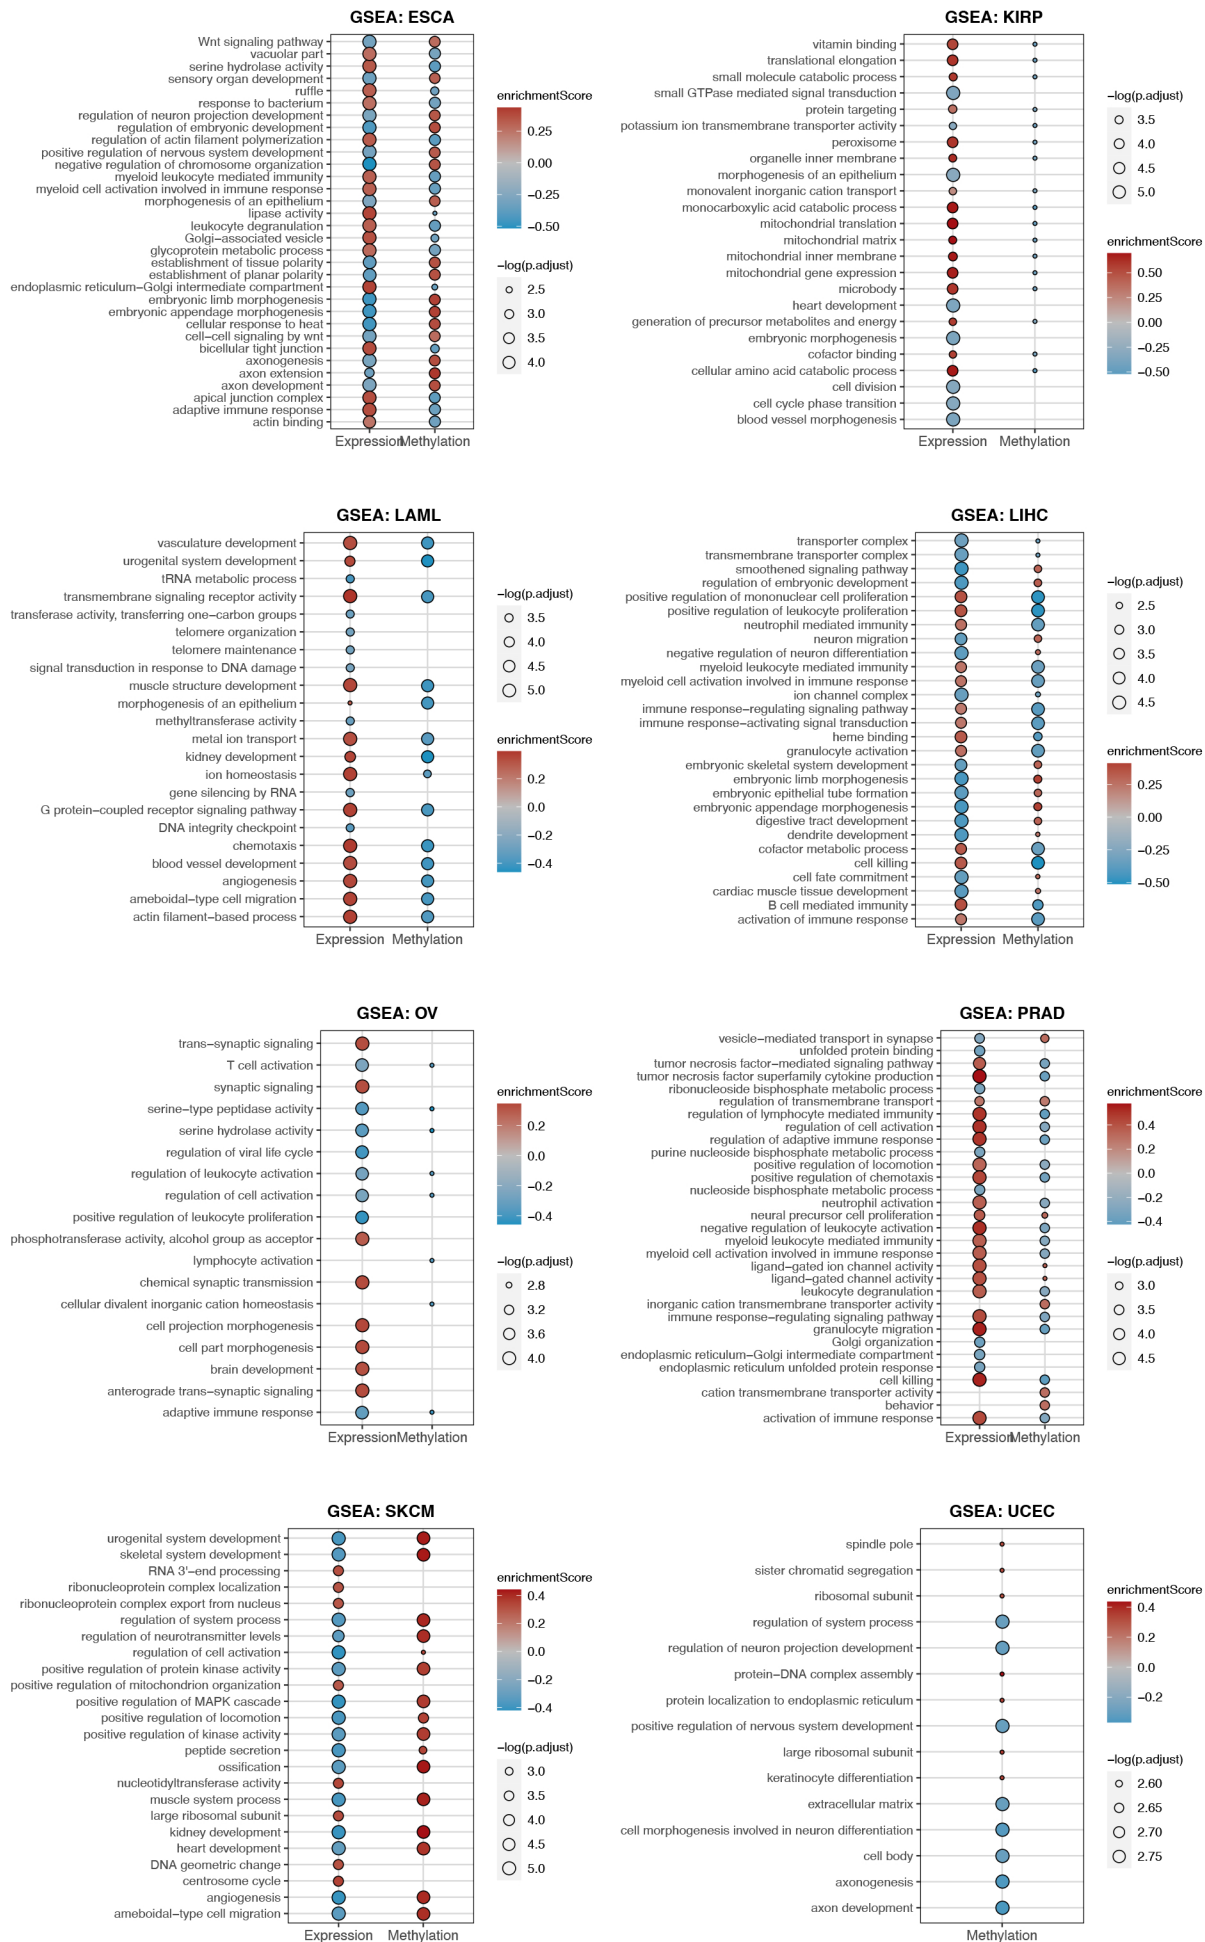 GSEA: ESCA
Wnt signaling pathway
vacuolar part
serine hydrolase activity
sensory organ development
ruffle
response to bacterium
regulation of neuron projection development
regulation of embryonic development
regulation of actin filament polymerization
positive regulation of nervous system development
negative regulation of chromosome organization
myeloid leukocyte mediated immunity
myeloid cell activation involved in immune response
morphogenesis of an epithelium
lipase activity
leukocyte degranulation
Golgi−associated vesicle
glycoprotein metabolic process
establishment of tissue polarity
establishment of planar polarity
endoplasmic reticulum−Golgi intermediate compartment
embryonic limb morphogenesis
embryonic appendage morphogenesis
cellular response to heat
cell−cell signaling by wnt
bicellular tight junction
axonogenesis
axon extension
axon development
apical junction complex
adaptive immune response
actin binding
Expression Methylation
enrichmentScore
0.25
0.00
−0.25
−0.50
−log(p.adjust)
2.5
3.0
3.5
4.0
GSEA: KIRP
vitamin binding
translational elongation
small molecule catabolic process
small GTPase mediated signal transduction
protein targeting
potassium ion transmembrane transporter activity
peroxisome
organelle inner membrane
morphogenesis of an epithelium
monovalent inorganic cation transport
monocarboxylic acid catabolic process
mitochondrial translation
mitochondrial matrix
mitochondrial inner membrane
mitochondrial gene expression
microbody
heart development
generation of precursor metabolites and energy
embryonic morphogenesis
cofactor binding
cellular amino acid catabolic process
cell division
cell cycle phase transition
blood vessel morphogenesis
Expression Methylation
−log(p.adjust)
3.5
4.0
4.5
5.0
enrichmentScore
0.50
0.25
0.00
−0.25
−0.50
GSEA: LAML
vasculature development
urogenital system development
tRNA metabolic process
transmembrane signaling receptor activity
transferase activity, transferring one−carbon groups
telomere organization
telomere maintenance
signal transduction in response to DNA damage
muscle structure development
morphogenesis of an epithelium
methyltransferase activity
metal ion transport
kidney development
ion homeostasis
gene silencing by RNA
G protein−coupled receptor signaling pathway
DNA integrity checkpoint
chemotaxis
blood vessel development
angiogenesis
ameboidal−type cell migration
actin filament−based process
Expression Methylation
−log(p.adjust)
3.5
4.0
4.5
5.0
enrichmentScore
0.2
0.0
−0.2
−0.4
GSEA: LIHC
transporter complex
transmembrane transporter complex
smoothened signaling pathway
regulation of embryonic development
positive regulation of mononuclear cell proliferation
positive regulation of leukocyte proliferation
neutrophil mediated immunity
neuron migration
negative regulation of neuron differentiation
myeloid leukocyte mediated immunity
myeloid cell activation involved in immune response
ion channel complex
immune response−regulating signaling pathway
immune response−activating signal transduction
heme binding
granulocyte activation
embryonic skeletal system development
embryonic limb morphogenesis
embryonic epithelial tube formation
embryonic appendage morphogenesis
digestive tract development
dendrite development
cofactor metabolic process
cell killing
cell fate commitment
cardiac muscle tissue development
B cell mediated immunity
activation of immune response
Expression Methylation
−log(p.adjust)
2.5
3.0
3.5
4.0
4.5
enrichmentScore
0.25
0.00
−0.25
−0.50
GSEA: OV
trans−synaptic signaling
T cell activation
synaptic signaling
serine−type peptidase activity
serine hydrolase activity
regulation of viral life cycle
regulation of leukocyte activation
regulation of cell activation
positive regulation of leukocyte proliferation
phosphotransferase activity, alcohol group as acceptor
lymphocyte activation
chemical synaptic transmission
cellular divalent inorganic cation homeostasis
cell projection morphogenesis
cell part morphogenesis
brain development
anterograde trans−synaptic signaling
adaptive immune response
Expression Methylation
enrichmentScore
0.2
0.0
−0.2
−0.4
−log(p.adjust)
2.8
3.2
3.6
4.0
GSEA: PRAD
vesicle−mediated transport in synapse
unfolded protein binding
tumor necrosis factor−mediated signaling pathway
tumor necrosis factor superfamily cytokine production
ribonucleoside bisphosphate metabolic process
regulation of transmembrane transport
regulation of lymphocyte mediated immunity
regulation of cell activation
regulation of adaptive immune response
purine nucleoside bisphosphate metabolic process
positive regulation of locomotion
positive regulation of chemotaxis
nucleoside bisphosphate metabolic process
neutrophil activation
neural precursor cell proliferation
negative regulation of leukocyte activation
myeloid leukocyte mediated immunity
myeloid cell activation involved in immune response
ligand−gated ion channel activity
ligand−gated channel activity
leukocyte degranulation
inorganic cation transmembrane transporter activity
immune response−regulating signaling pathway
granulocyte migration
Golgi organization
endoplasmic reticulum−Golgi intermediate compartment
endoplasmic reticulum unfolded protein response
cell killing
cation transmembrane transporter activity
behavior
activation of immune response
Expression Methylation
enrichmentScore
0.4
0.2
0.0
−0.2
−0.4
−log(p.adjust)
3.0
3.5
4.0
4.5
GSEA: SKCM
urogenital system development
skeletal system development
RNA 3'−end processing
ribonucleoprotein complex localization
ribonucleoprotein complex export from nucleus
regulation of system process
regulation of neurotransmitter levels
regulation of cell activation
positive regulation of protein kinase activity
positive regulation of mitochondrion organization
positive regulation of MAPK cascade
positive regulation of locomotion
positive regulation of kinase activity
peptide secretion
ossification
nucleotidyltransferase activity
muscle system process
large ribosomal subunit
kidney development
heart development
DNA geometric change
centrosome cycle
angiogenesis
ameboidal−type cell migration
Expression Methylation
enrichmentScore
0.4
0.2
0.0
−0.2
−0.4
−log(p.adjust)
3.0
3.5
4.0
4.5
5.0
GSEA: UCEC
spindle pole
sister chromatid segregation
ribosomal subunit
regulation of system process
regulation of neuron projection development
protein−DNA complex assembly
protein localization to endoplasmic reticulum
positive regulation of nervous system development
large ribosomal subunit
keratinocyte differentiation
extracellular matrix
cell morphogenesis involved in neuron differentiation
cell body
axonogenesis
axon development
Methylation
enrichmentScore
0.4
0.2
0.0
−0.2
−log(p.adjust)
2.60
2.65
2.70
2.75